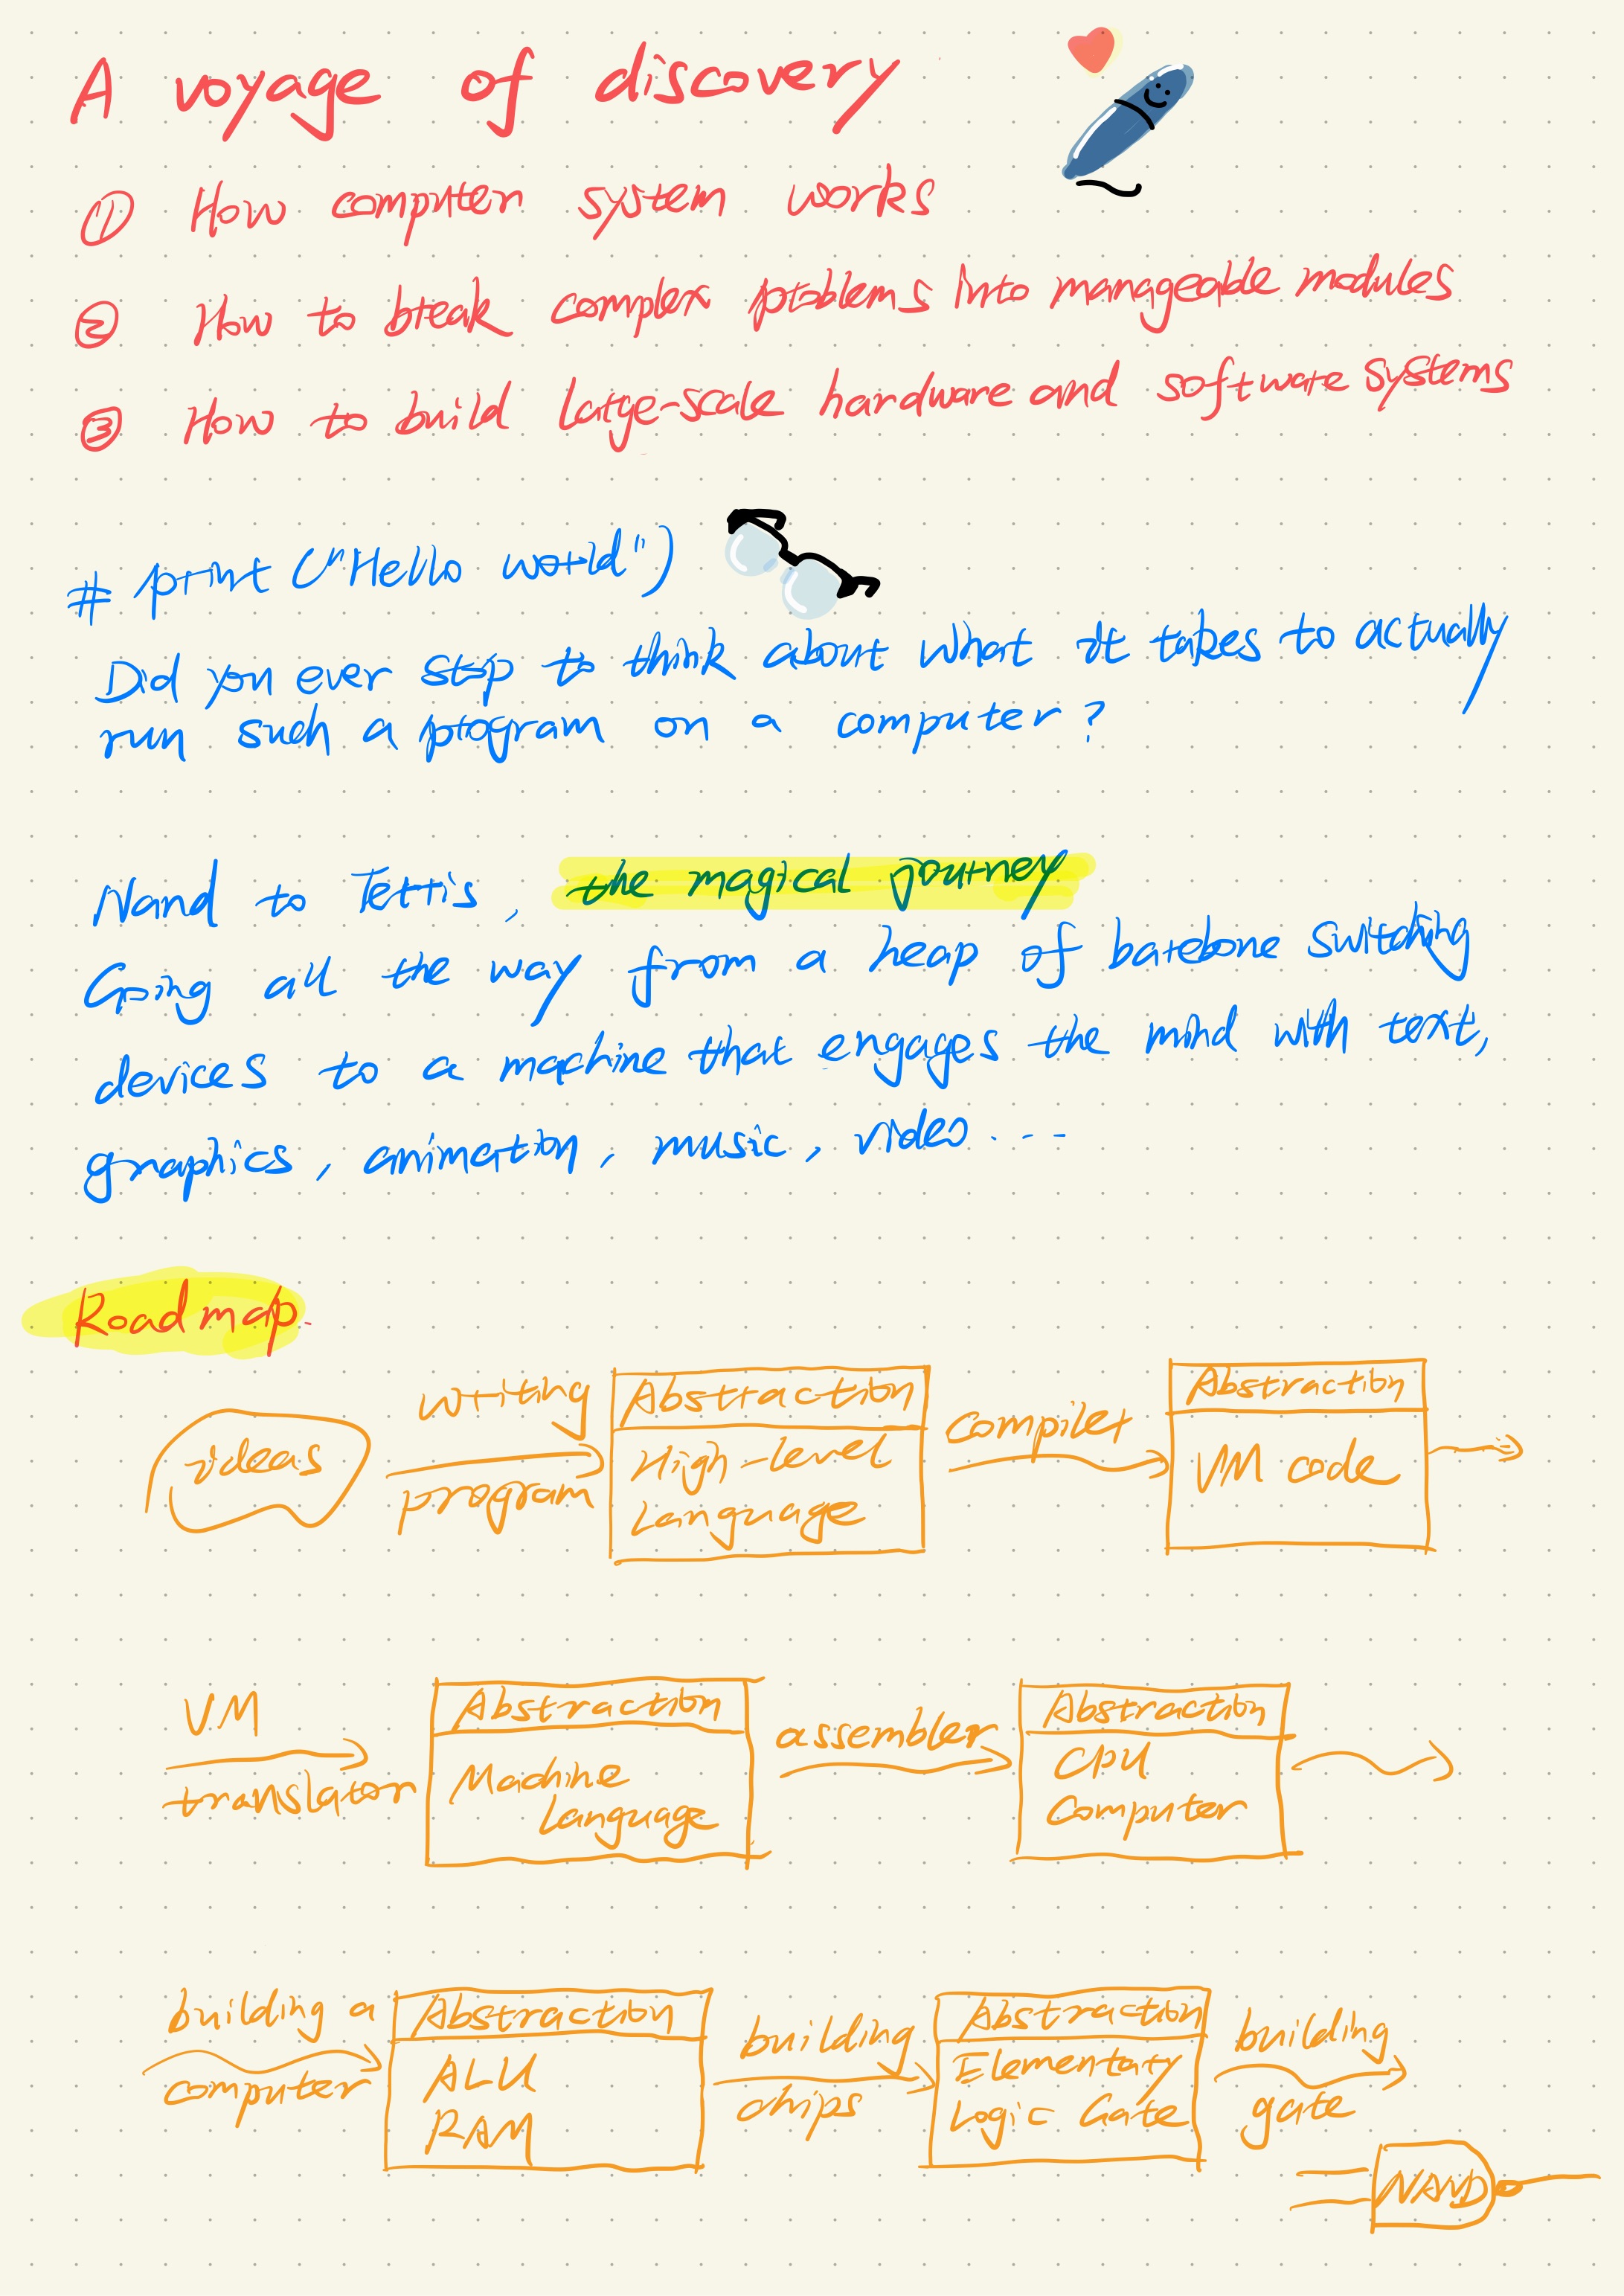 A voyage of discovery
① How computer system works
② How to break complex problems into manageable modules
③ How to build large-scale hardware and software systems
# print ("Hello world")
Did you ever stop to think about what it takes to actually
run such a program on a computer?
Nand to Tetris, the magical journey
Going all the way from a heap of barebone switching
devices to a machine that engages the mind with text,
graphics, animation, music, video ...
Roadmap.
ideas
writing
program
Abstraction
High-level
Language
compiler
Abstraction
VM code
VM
translator
Abstraction
Machine
Language
assembler
Abstraction
CPU
Computer
building a
computer
Abstraction
ALU
RAM
building
chips
Abstraction
Elementary
Logic Gate
building
gate
NAND